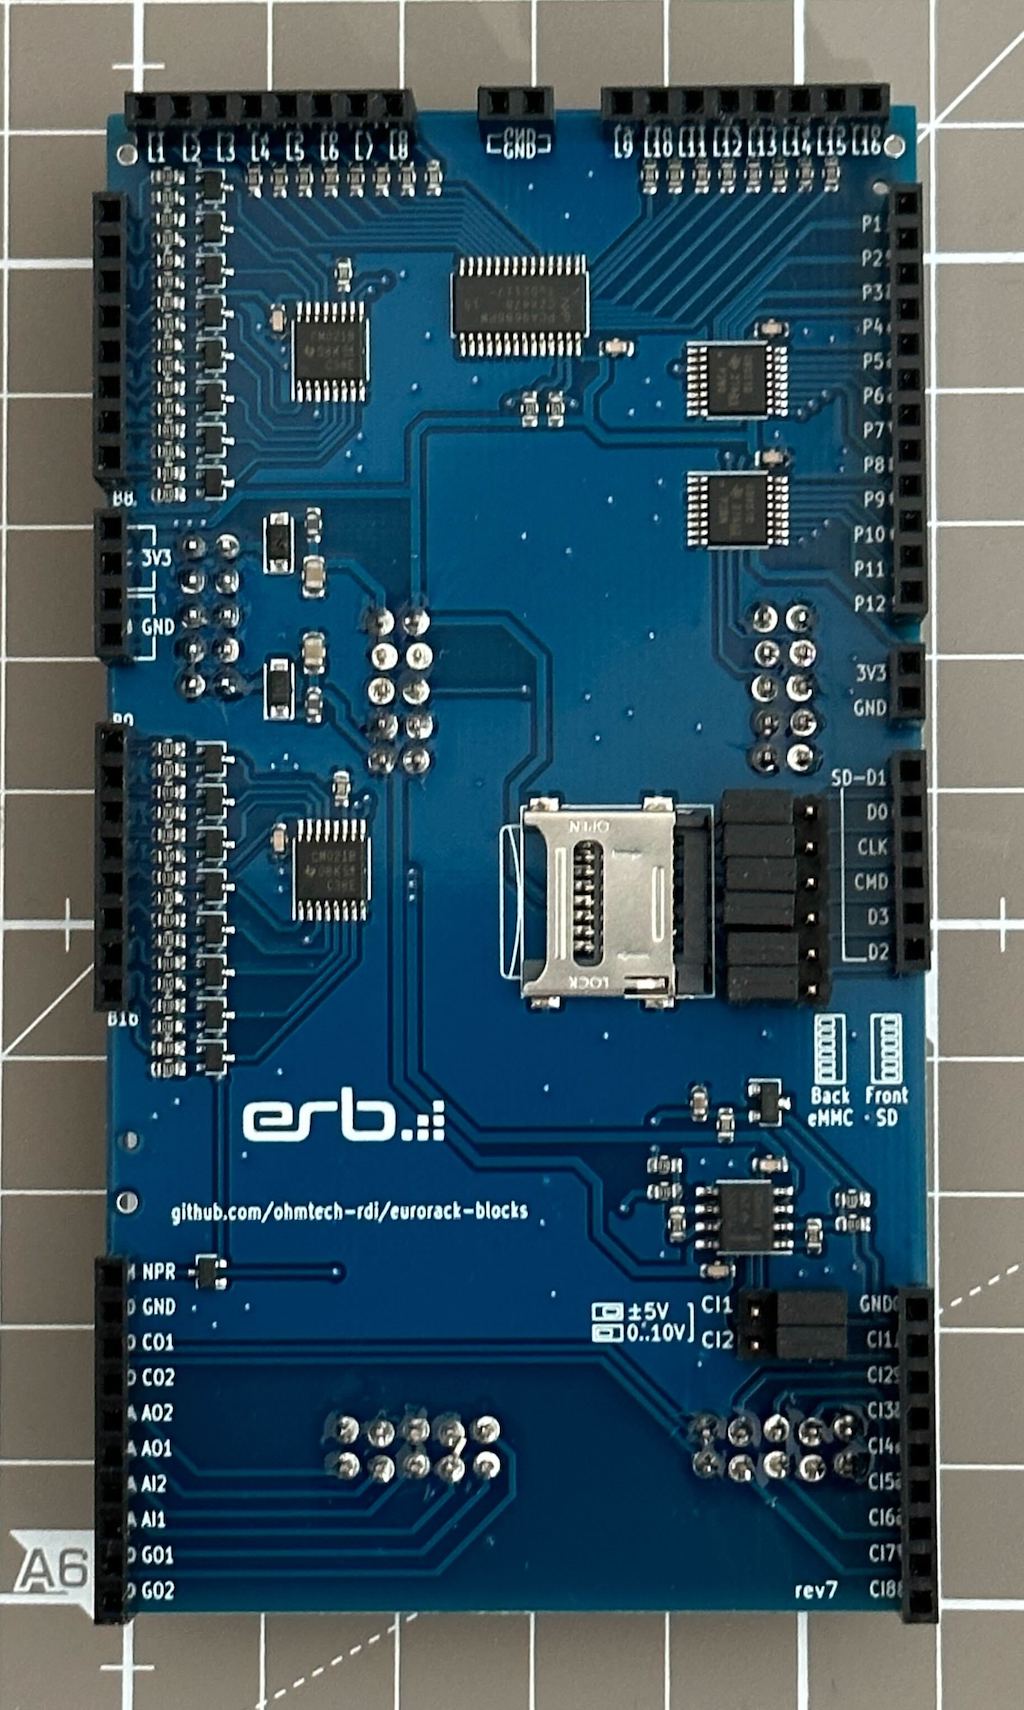 L1 L2 L3 L4 L5 L6 L7 L8
GND
L9 L10 L11 L12 L13 L14 L15 L16
P1
P2
P3
P4
P5
P6
P7
P8
P9
P10
P11
P12
3V3
GND
B8
3V3
GND
B9
B16
SD-D1
D0
CLK
CMD
D3
D2
OPEN
LOCK
Back
eMMC
Front
SD
erb
github.com/ohmtech-rdi/eurorack-blocks
NPR
GND
CO1
CO2
AO2
AO1
AI2
AI1
GO1
GO2
±5V
0..10V
CI1
CI2
GND
CI1
CI2
CI3
CI4
CI5
CI6
CI7
CI8
rev7
A6